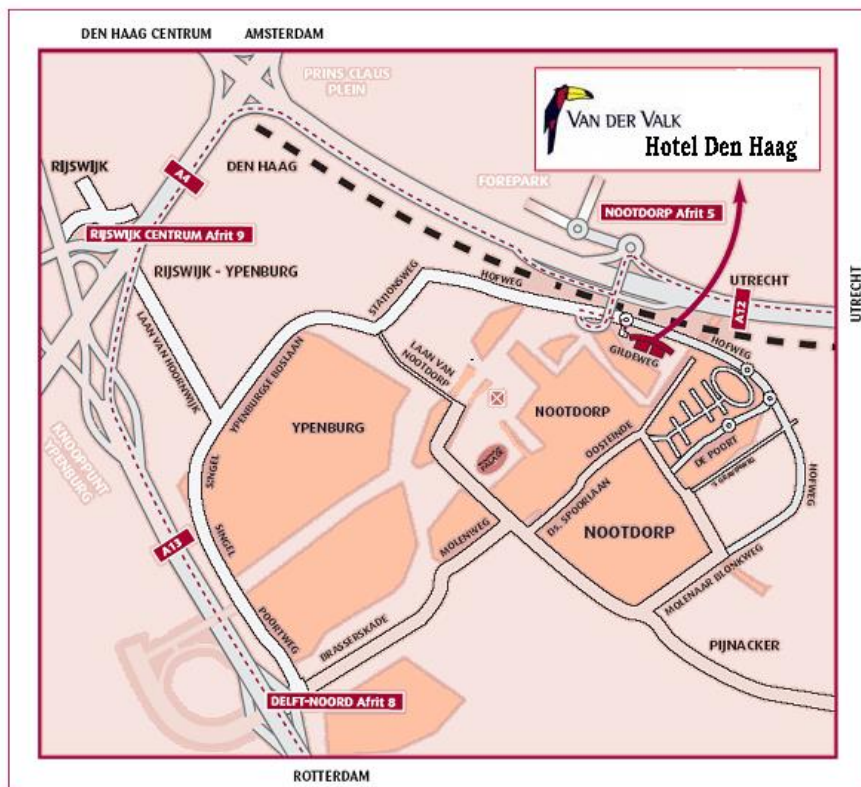 DEN HAAG CENTRUM
AMSTERDAM
PRINS CLAUS
PLEIN
VAN DER VALK
Hotel Den Haag
RIJSWIJK
A4
DEN HAAG
FOREPARK
NOOTDORP Afrit 5
RIJSWIJK CENTRUM Afrit 9
RIJSWIJK - YPENBURG
STATIONSWEG
HOFWEG
UTRECHT
A12
UTRECHT
LAAN VAN HOORNWIJK
YPENBURGSE BOSLAAN
LAAN VAN
NOOTDORP
GILDEWEG
HOFWEG
YPENBURG
NOOTDORP
OOSTEINDE
DE POORT
KNOORPUNT
YPENBURG
SINGEL
HOFWEG
A13
SINGEL
MOLENWEG
DS. SPOORLAAN
NOOTDORP
MOLENAAR BLONKWEG
POORTWEG
BRASSERSKADE
PIJNACKER
DELFT-NOORD Afrit 8
ROTTERDAM